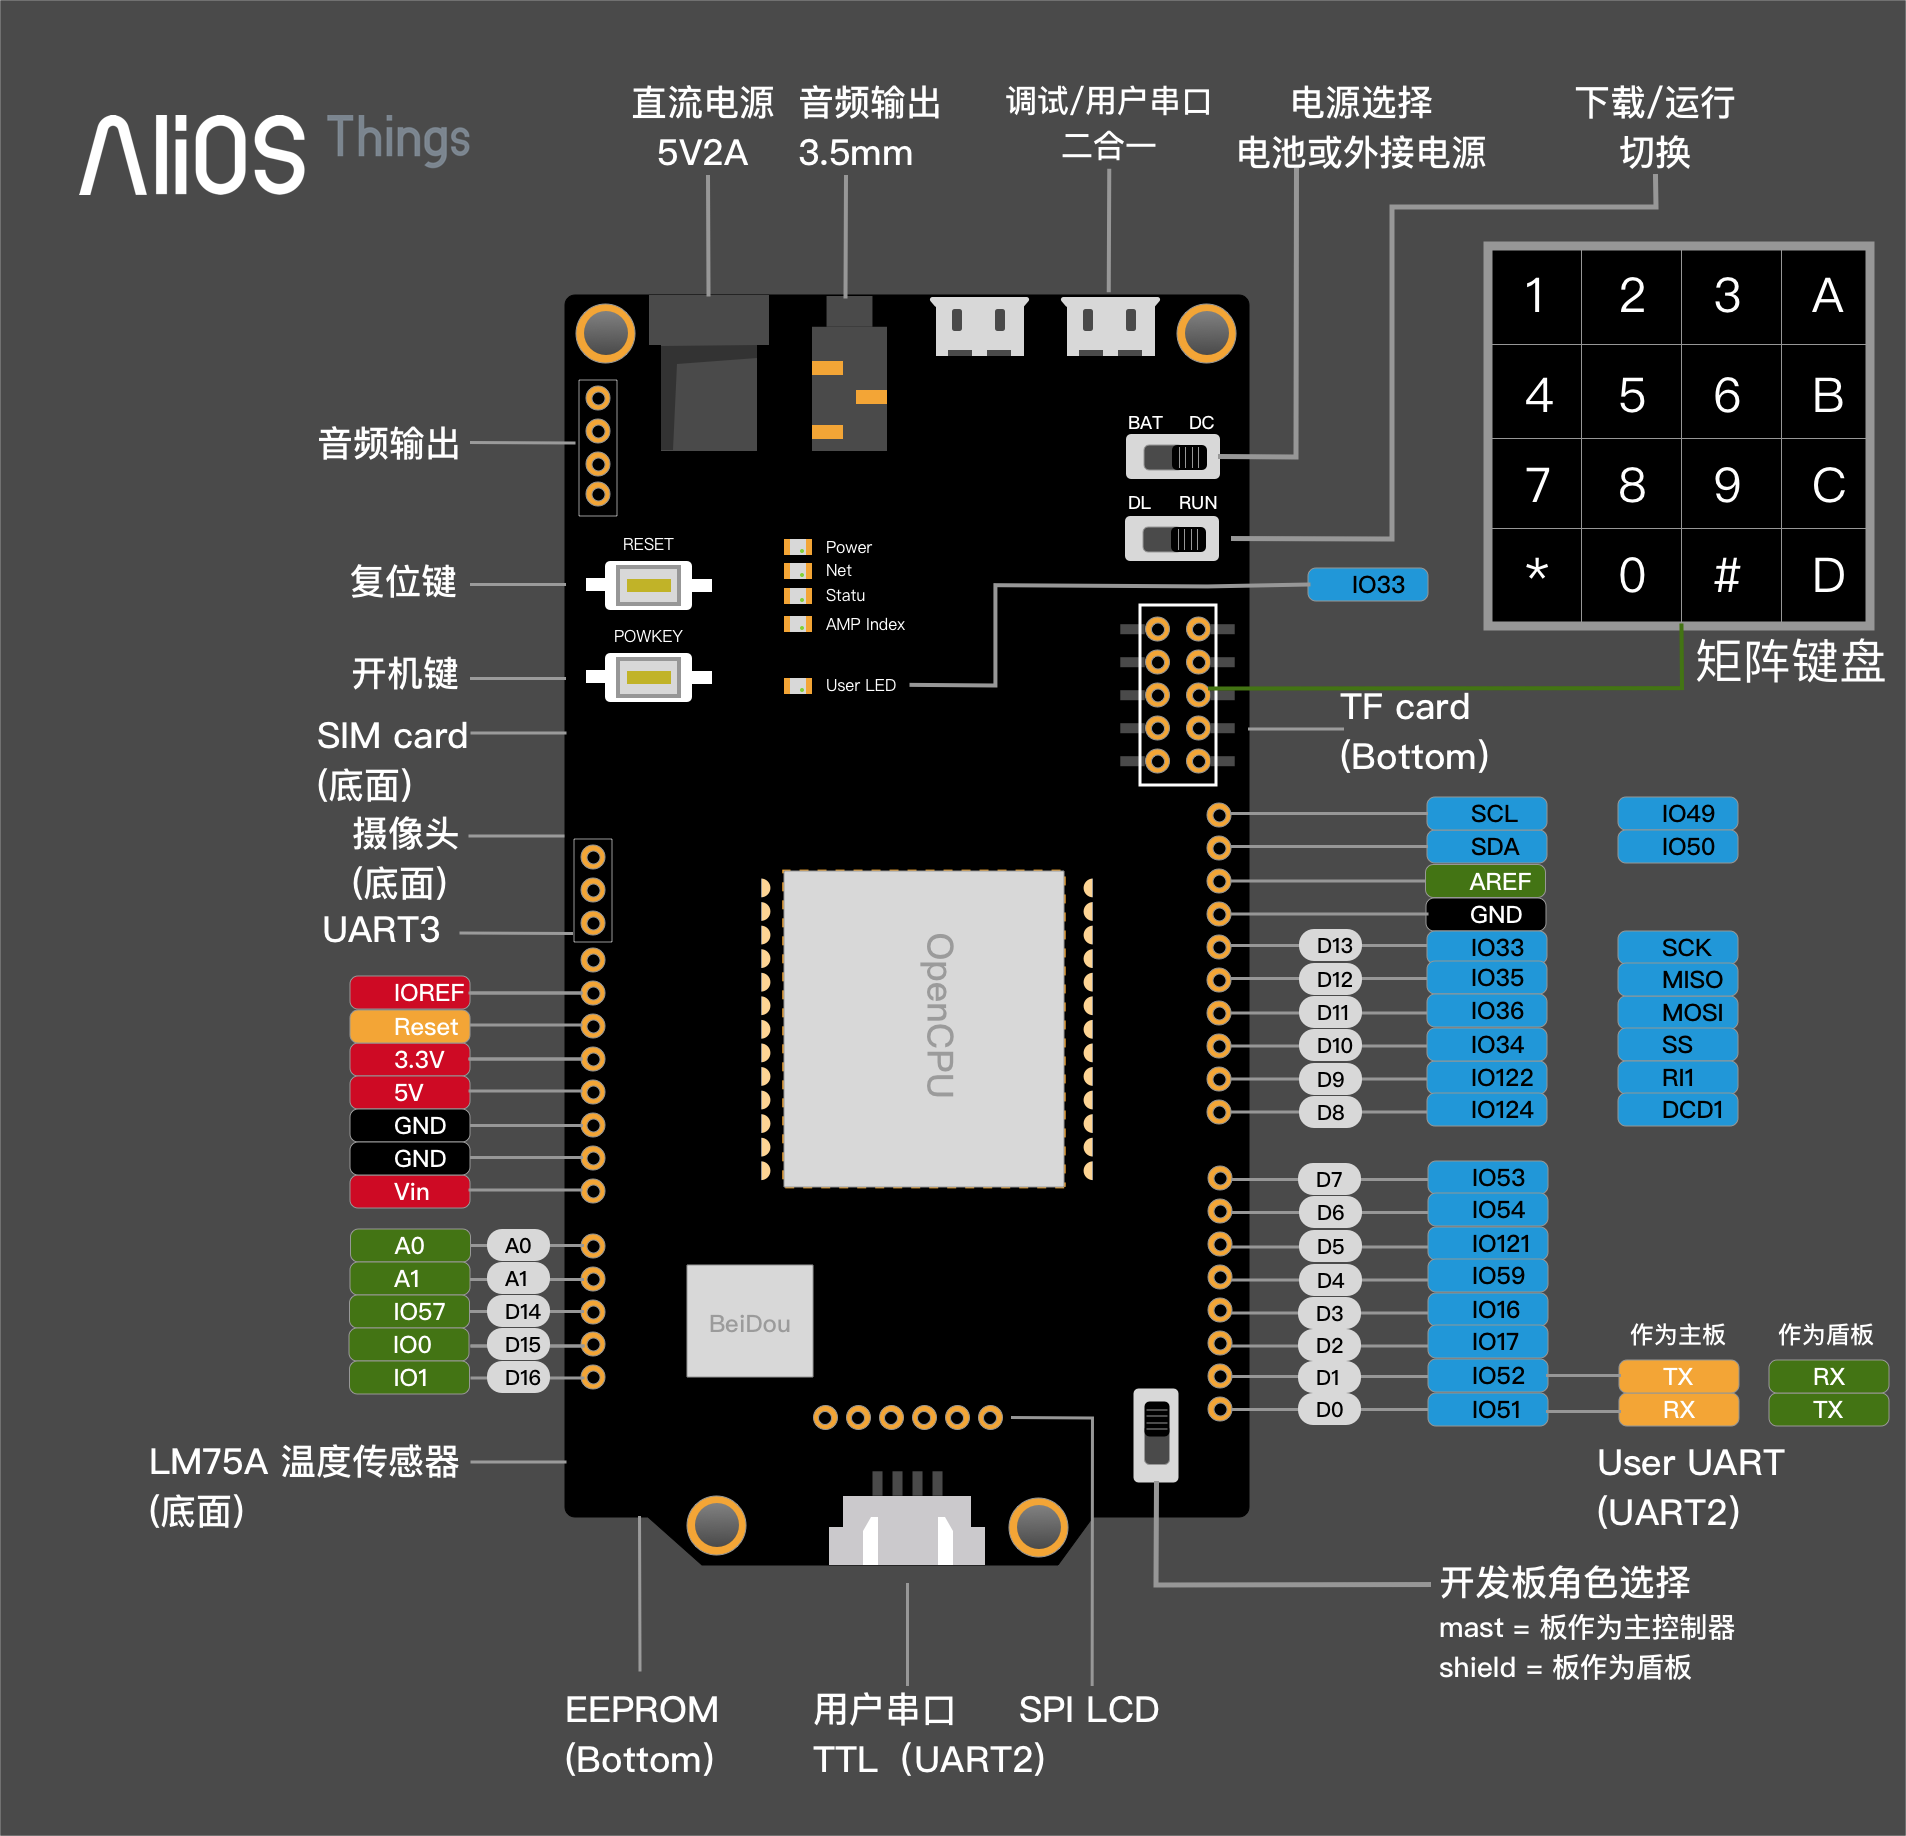 AliOS Things
直流电源
5V2A
音频输出
3.5mm
调试/用户串口
二合一
电源选择
电池或外接电源
下载/运行
切换
1 2 3 A
4 5 6 B
7 8 9 C
* 0 # D
矩阵键盘
BAT DC
DL RUN
音频输出
复位键
开机键
SIM card
(底面)
摄像头
(底面)
UART3
RESET
POWKEY
Power
Net
Statu
AMP Index
User LED
IO33
TF card
(Bottom)
IOREF
Reset
3.3V
5V
GND
GND
Vin
A0 A0
A1 A1
IO57 D14
IO0 D15
IO1 D16
LM75A 温度传感器
(底面)
OpenCPU
BeiDou
SCL IO49
SDA IO50
AREF
GND
D13 IO33 SCK
D12 IO35 MISO
D11 IO36 MOSI
D10 IO34 SS
D9 IO122 RI1
D8 IO124 DCD1
D7 IO53
D6 IO54
D5 IO121
D4 IO59
D3 IO16
D2 IO17
作为主板 作为盾板
D1 IO52 TX RX
D0 IO51 RX TX
User UART
(UART2)
开发板角色选择
mast = 板作为主控制器
shield = 板作为盾板
EEPROM
(Bottom)
用户串口
TTL（UART2）
SPI LCD